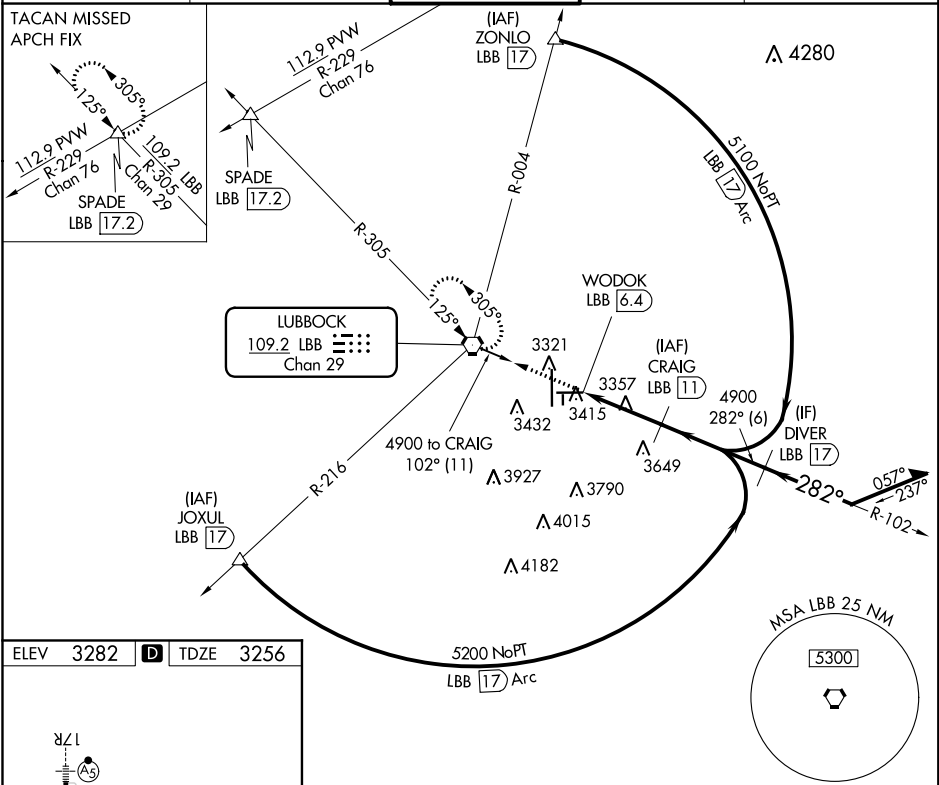 TACAN MISSED
APCH FIX
305°
125°
112.9 PVW
R-229
Chan 76
109.2 LBB
R-305
Chan 29
SPADE
LBB 17.2
112.9 PVW
R-229
Chan 76
SPADE
LBB 17.2
(IAF)
ZONLO
LBB 17
4280
5100 NoPT
LBB 17 Arc
R-004
R-305
305°
125°
LUBBOCK
109.2 LBB
Chan 29
WODOK
LBB 6.4
3321
3357
3415
3432
(IAF)
CRAIG
LBB 11
4900
282° (6)
(IF)
DIVER
LBB 17
4900 to CRAIG
102° (11)
3649
3927
3790
4015
4182
282°
057°
237°
R-102
R-216
(IAF)
JOXUL
LBB 17
5200 NoPT
LBB 17 Arc
MSA LBB 25 NM
5300
ELEV 3282 D TDZE 3256
17R
A5